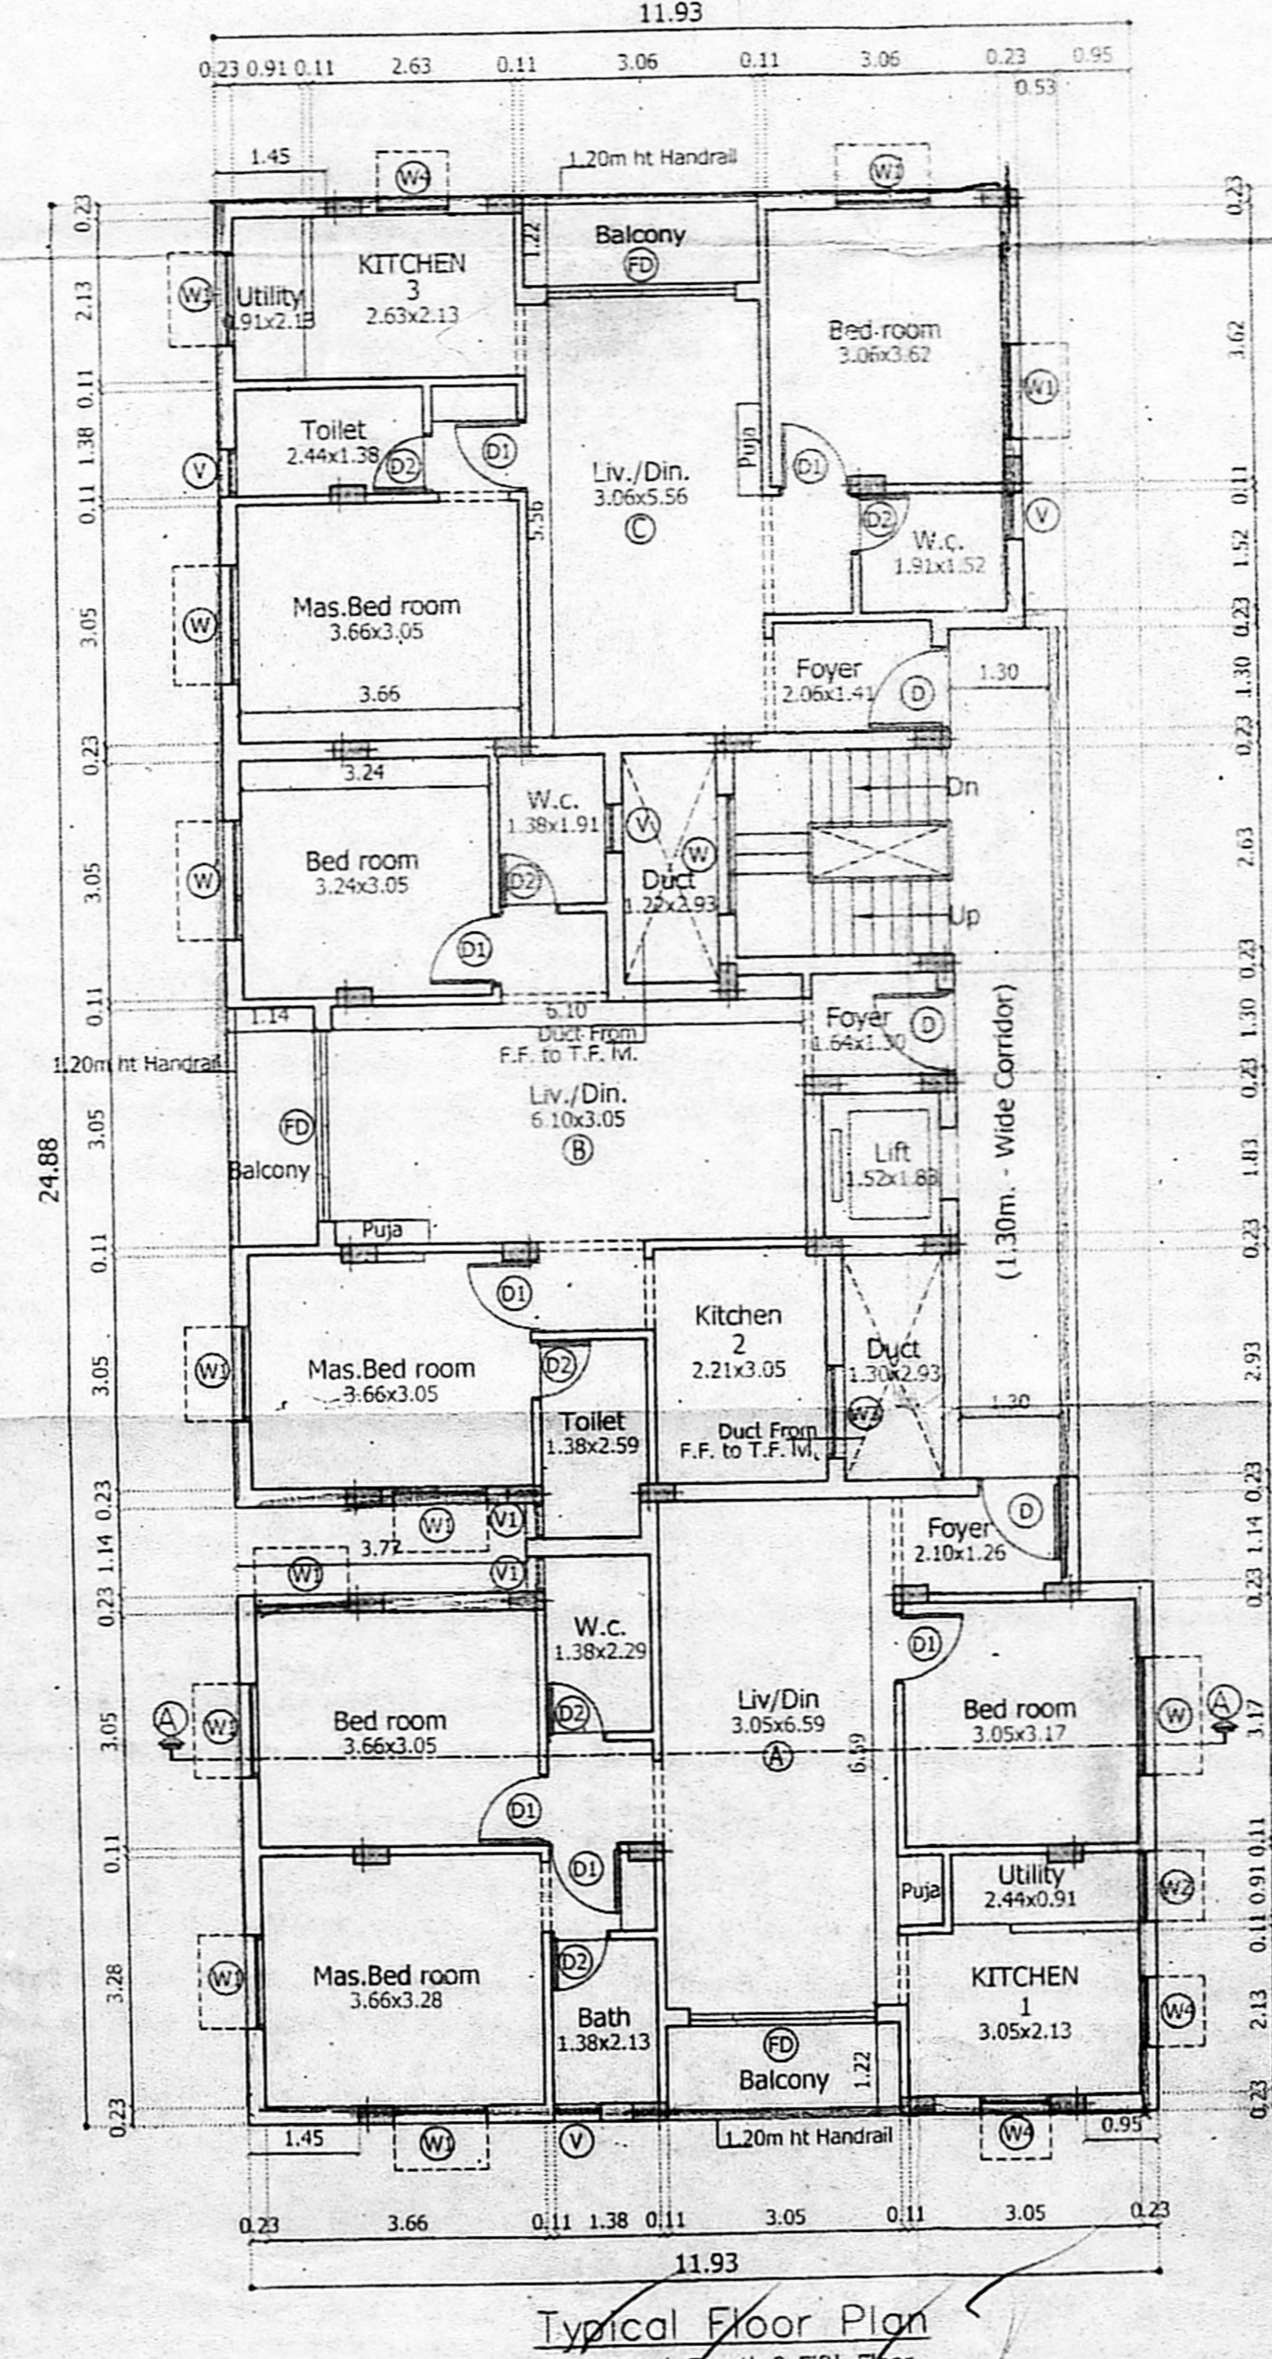 11.93
0.23 0.91 0.11 2.63 0.11 3.06 0.11 3.06 0.23 0.95
0.53
1.45
W4
1.20m ht Handrail
W1
0.23
0.23
1.22
Balcony
FD
KITCHEN
3
2.63x2.13
W1
Utility
0.91x2.13
2.13
Bed room
3.06x3.62
3.62
W1
0.11
Toilet
2.44x1.38
D2
D1
1.38
V
Puja
D1
Liv./Din.
3.06x5.56
C
5.56
0.11
0.11
D2
V
W.c.
1.91x1.52
1.52
Mas.Bed room
3.66x3.05
W
3.05
3.66
0.23
Foyer
2.06x1.41
D
1.30
1.30
0.23
0.23
3.24
Dn
W.c.
1.38x1.91
V
W
2.63
Bed room
3.24x3.05
W
3.05
D2
Duct
1.22x2.93
Up
D1
0.23
0.11
1.14
6.10
Duct From
F.F. to T.F. lvl.
Foyer
1.64x1.30
D
1.30
1.20m ht Handrail
0.23
Liv./Din.
6.10x3.05
B
FD
Balcony
3.05
24.88
Lift
1.52x1.83
1.83
(1.30m. - Wide Corridor)
Puja
0.11
0.23
D1
Kitchen
2
2.21x3.05
Mas.Bed room
3.66x3.05
W1
3.05
D2
Duct
1.30x2.93
2.93
W2
1.30
Toilet
1.38x2.59
Duct From
F.F. to T.F. lvl.
0.23
0.23
W1
V1
3.72
W1
V1
1.14
Foyer
2.10x1.26
D
1.14
0.23
0.23
W.c.
1.38x2.29
D1
D2
Liv/Din
3.05x6.59
A
6.59
Bed room
3.05x3.17
W
A
3.17
A
W1
Bed room
3.66x3.05
3.05
D1
0.11
0.11
D1
Puja
Utility
2.44x0.91
W2
0.91
0.11
D2
Mas.Bed room
3.66x3.28
W1
3.28
Bath
1.38x2.13
KITCHEN
1
3.05x2.13
W4
2.13
FD
Balcony
1.22
0.23
0.23
1.45
W1
V
1.20m ht Handrail
W4
0.95
0.23 3.66 0.11 1.38 0.11 3.05 0.11 3.05 0.23
11.93
Typical Floor Plan